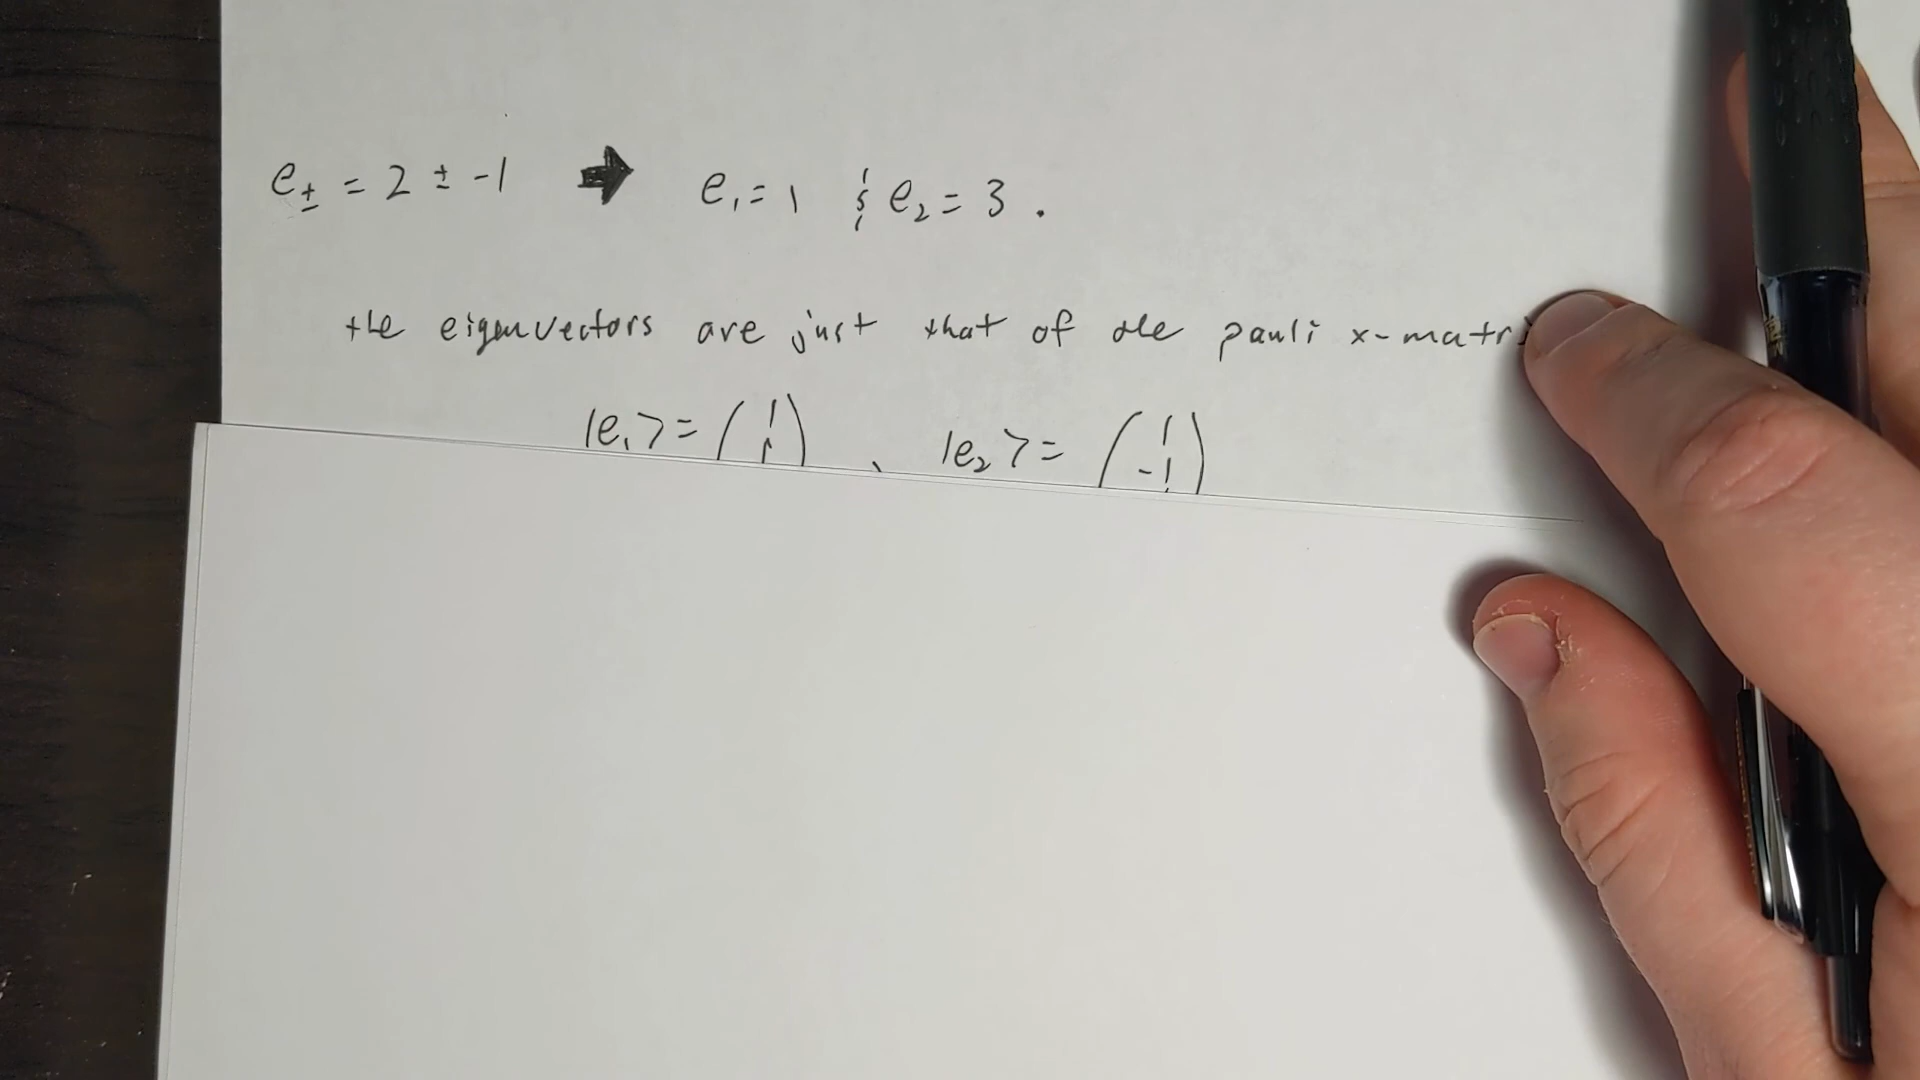 e± = 2 ± -1 ➡ e₁ = 1 & e₂ = 3 .
the eigenvectors are just that of the pauli x-matri
|e₁> = (1 1) , |e₂> = (1 -1)